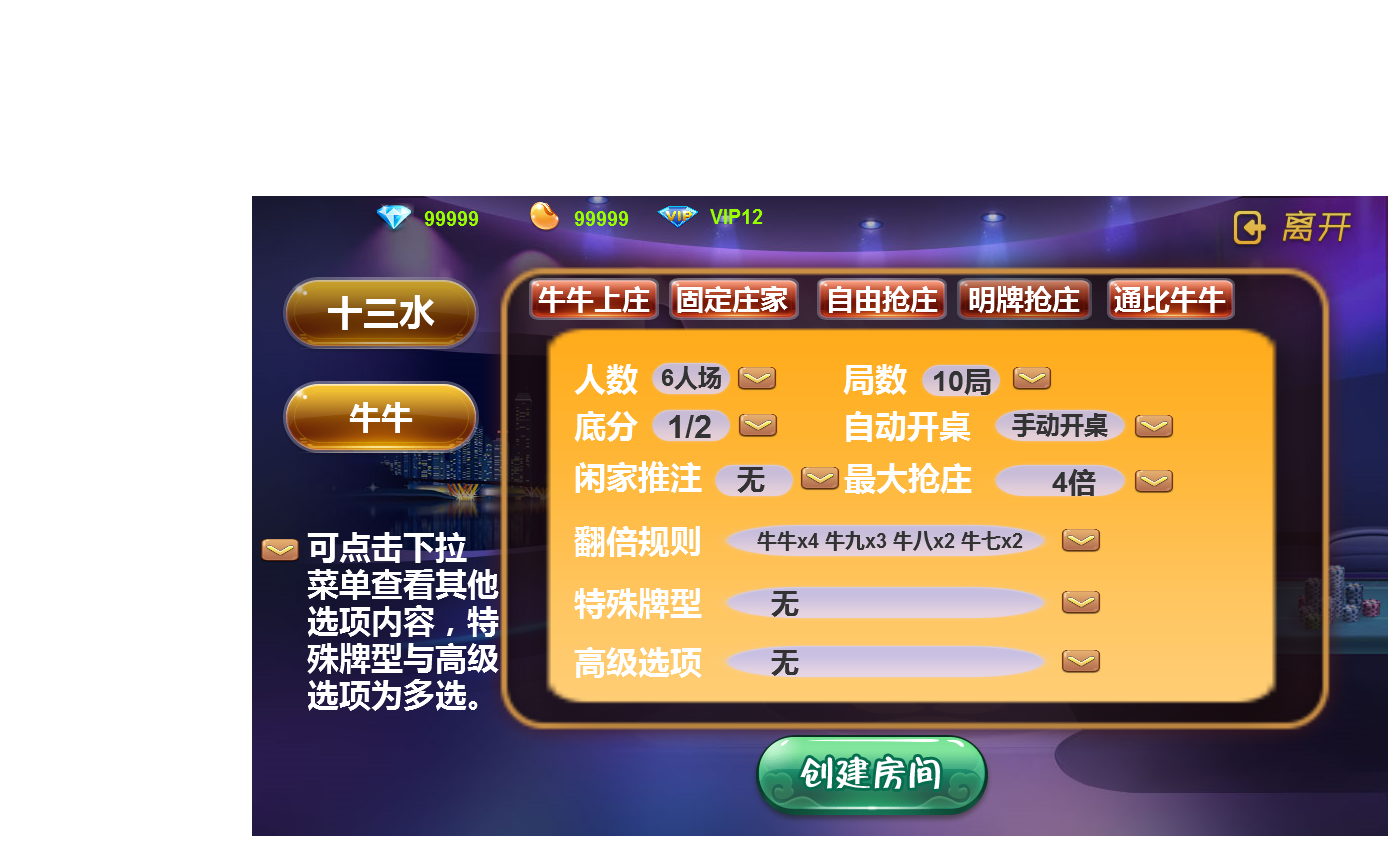 99999 99999 VIP VIP12 离开
十三水
牛牛
牛牛上庄 固定庄家 自由抢庄 明牌抢庄 通比牛牛
人数 6人场 局数 10局
底分 1/2 自动开桌 手动开桌
闲家推注 无 最大抢庄 4倍
翻倍规则 牛牛x4 牛九x3 牛八x2 牛七x2
特殊牌型 无
高级选项 无
可点击下拉
菜单查看其他
选项内容，特
殊牌型与高级
选项为多选。
创建房间